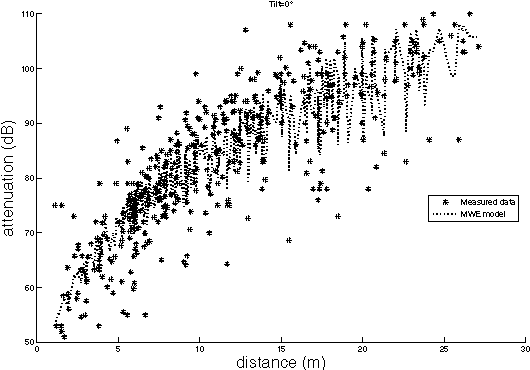 Tilt=0°
110
100
90
80
70
60
50
attenuation (dB)
Measured data
MWE model
0 5 10 15 20 25 30
distance (m)